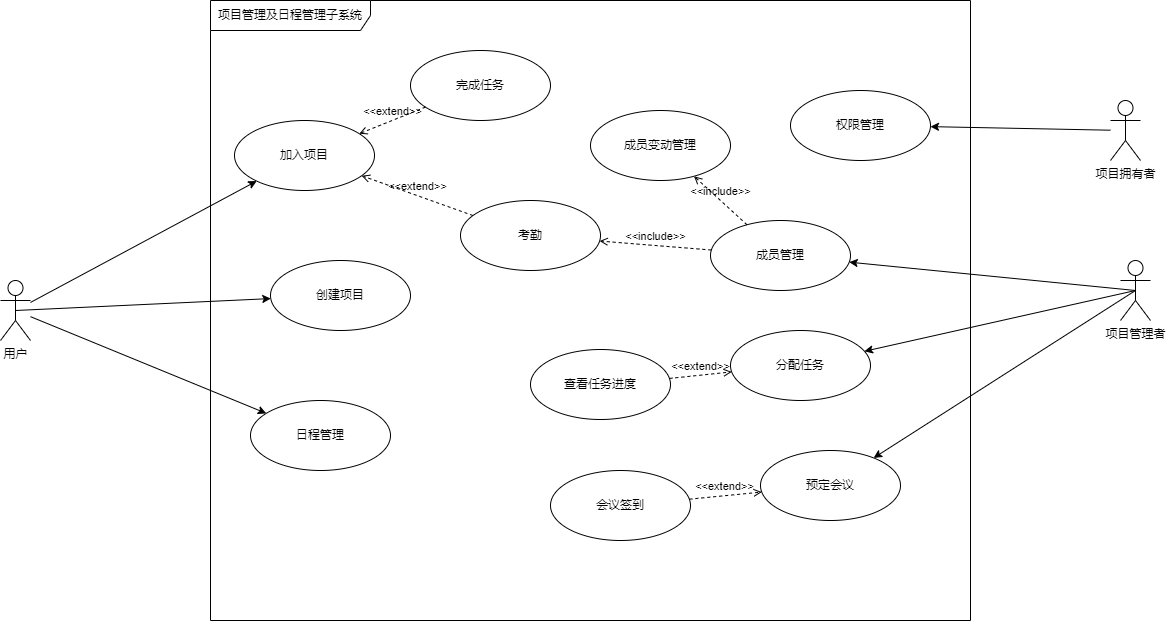 项目管理及日程管理子系统
完成任务
<<extend>>
加入项目
<<extend>>
考勤
成员变动管理
<<include>>
<<include>>
成员管理
权限管理
项目拥有者
创建项目
用户
项目管理者
查看任务进度
<<extend>>
分配任务
日程管理
会议签到
<<extend>>
预定会议